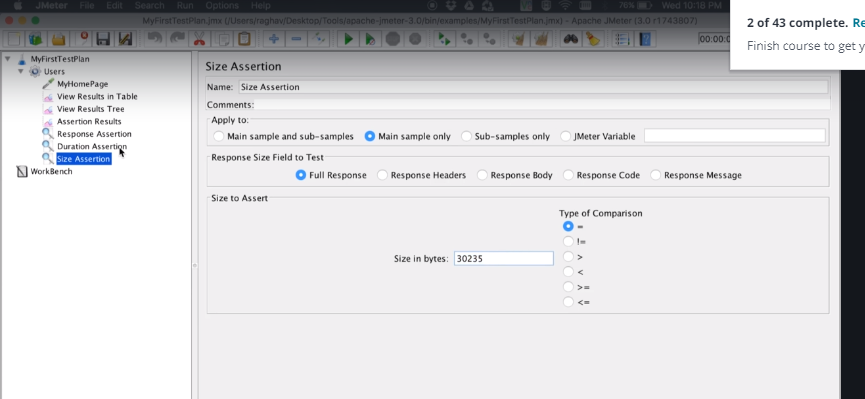 JMeter File Edit Search Run Options Help 76% Wed 10:18 PM
MyFirstTestPlan.jmx (/Users/raghav/Desktop/Tools/apache-jmeter-3.0/bin/examples/MyFirstTestPlan.jmx) - Apache JMeter (3.0 r1743807)
2 of 43 complete. Re
Finish course to get y
00:00:0
MyFirstTestPlan
Users
MyHomePage
View Results in Table
View Results Tree
Assertion Results
Response Assertion
Duration Assertion
Size Assertion
WorkBench
Size Assertion
Name: Size Assertion
Comments:
Apply to:
Main sample and sub-samples Main sample only Sub-samples only JMeter Variable
Response Size Field to Test
Full Response Response Headers Response Body Response Code Response Message
Size to Assert
Type of Comparison
=
!=
Size in bytes: 30235 >
<
>=
<=